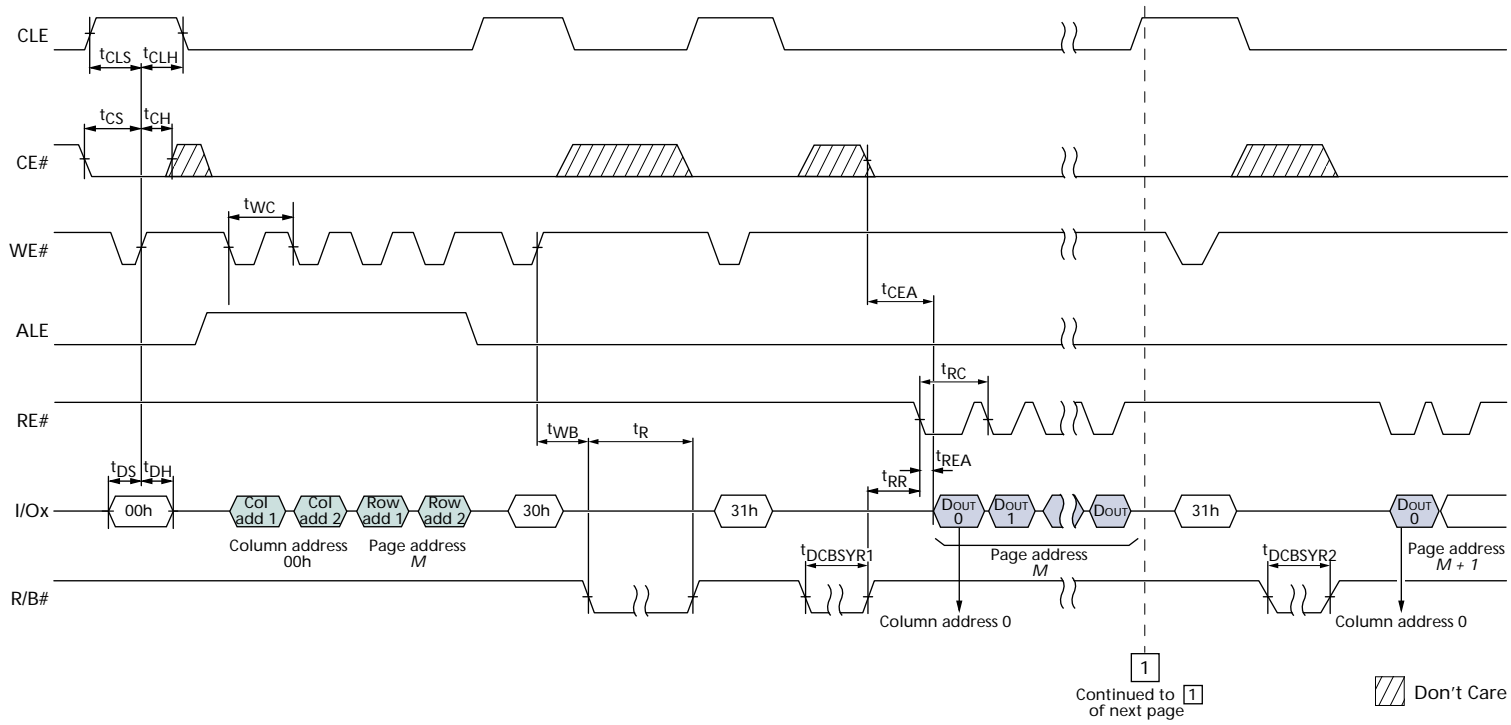 CLE
tCLS tCLH
tCS tCH
CE#
tWC
WE#
tCEA
ALE
tRC
RE#
tWB tR
tREA
tDS tDH
tRR
I/Ox
00h
Col add 1
Col add 2
Row add 1
Row add 2
30h
31h
DOUT 0
DOUT 1
DOUT
31h
DOUT 0
Column address 00h
Page address M
Page address M
Page address M + 1
tDCBSYR1
tDCBSYR2
R/B#
Column address 0
Column address 0
1
Continued to 1
of next page
Don't Care